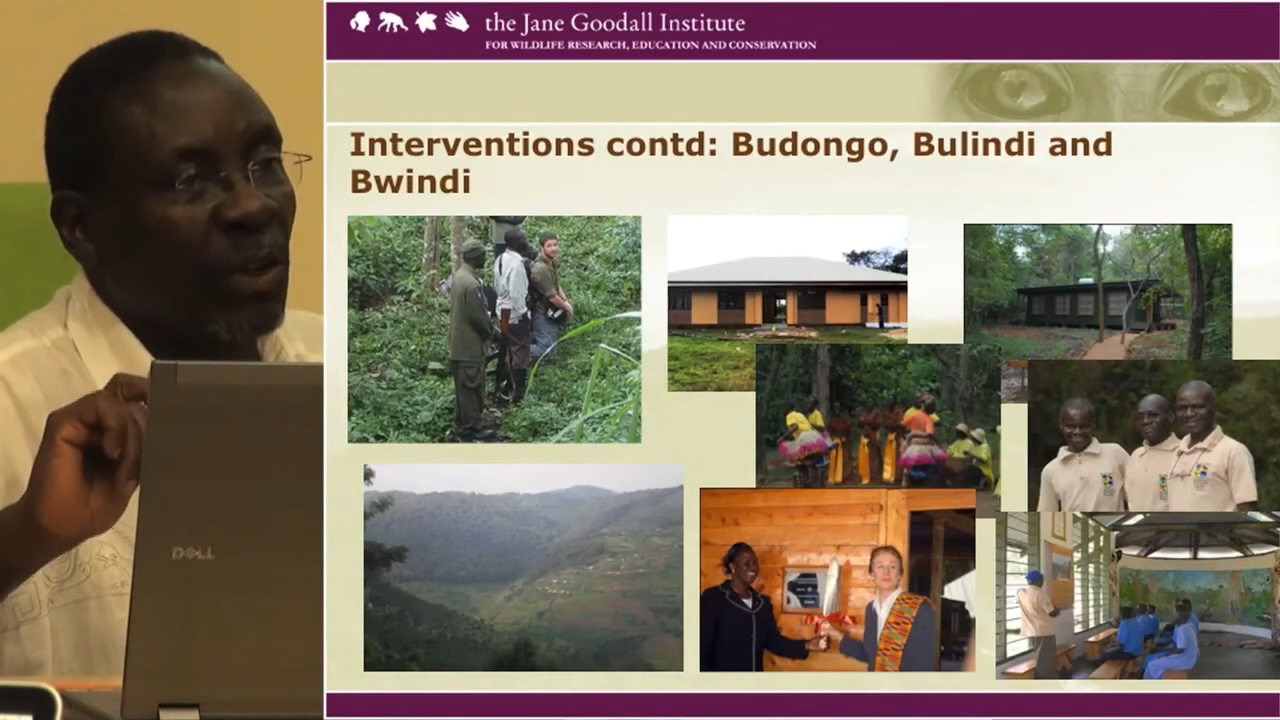 the Jane Goodall Institute
FOR WILDLIFE RESEARCH, EDUCATION AND CONSERVATION
Interventions contd: Budongo, Bulindi and
Bwindi
DELL